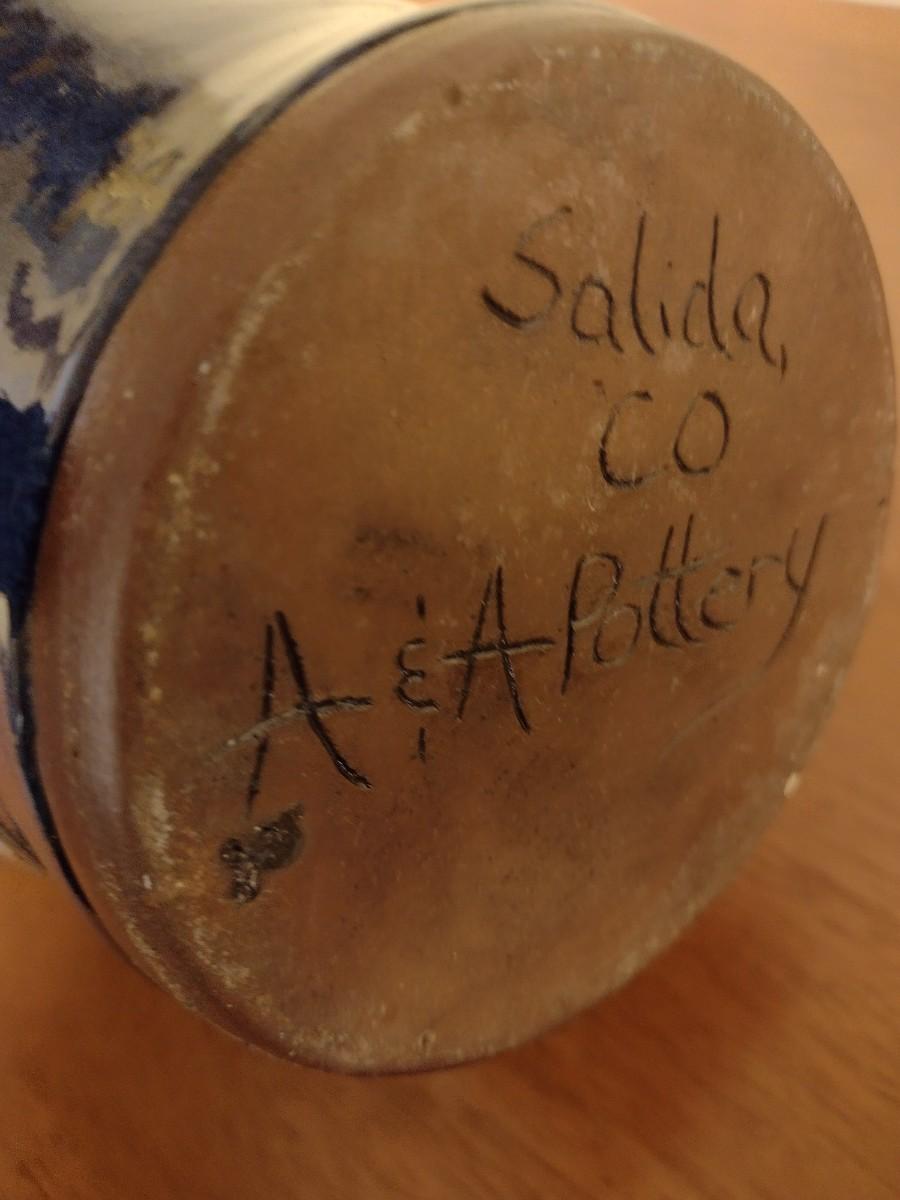 Salida,
CO
A & A Pottery